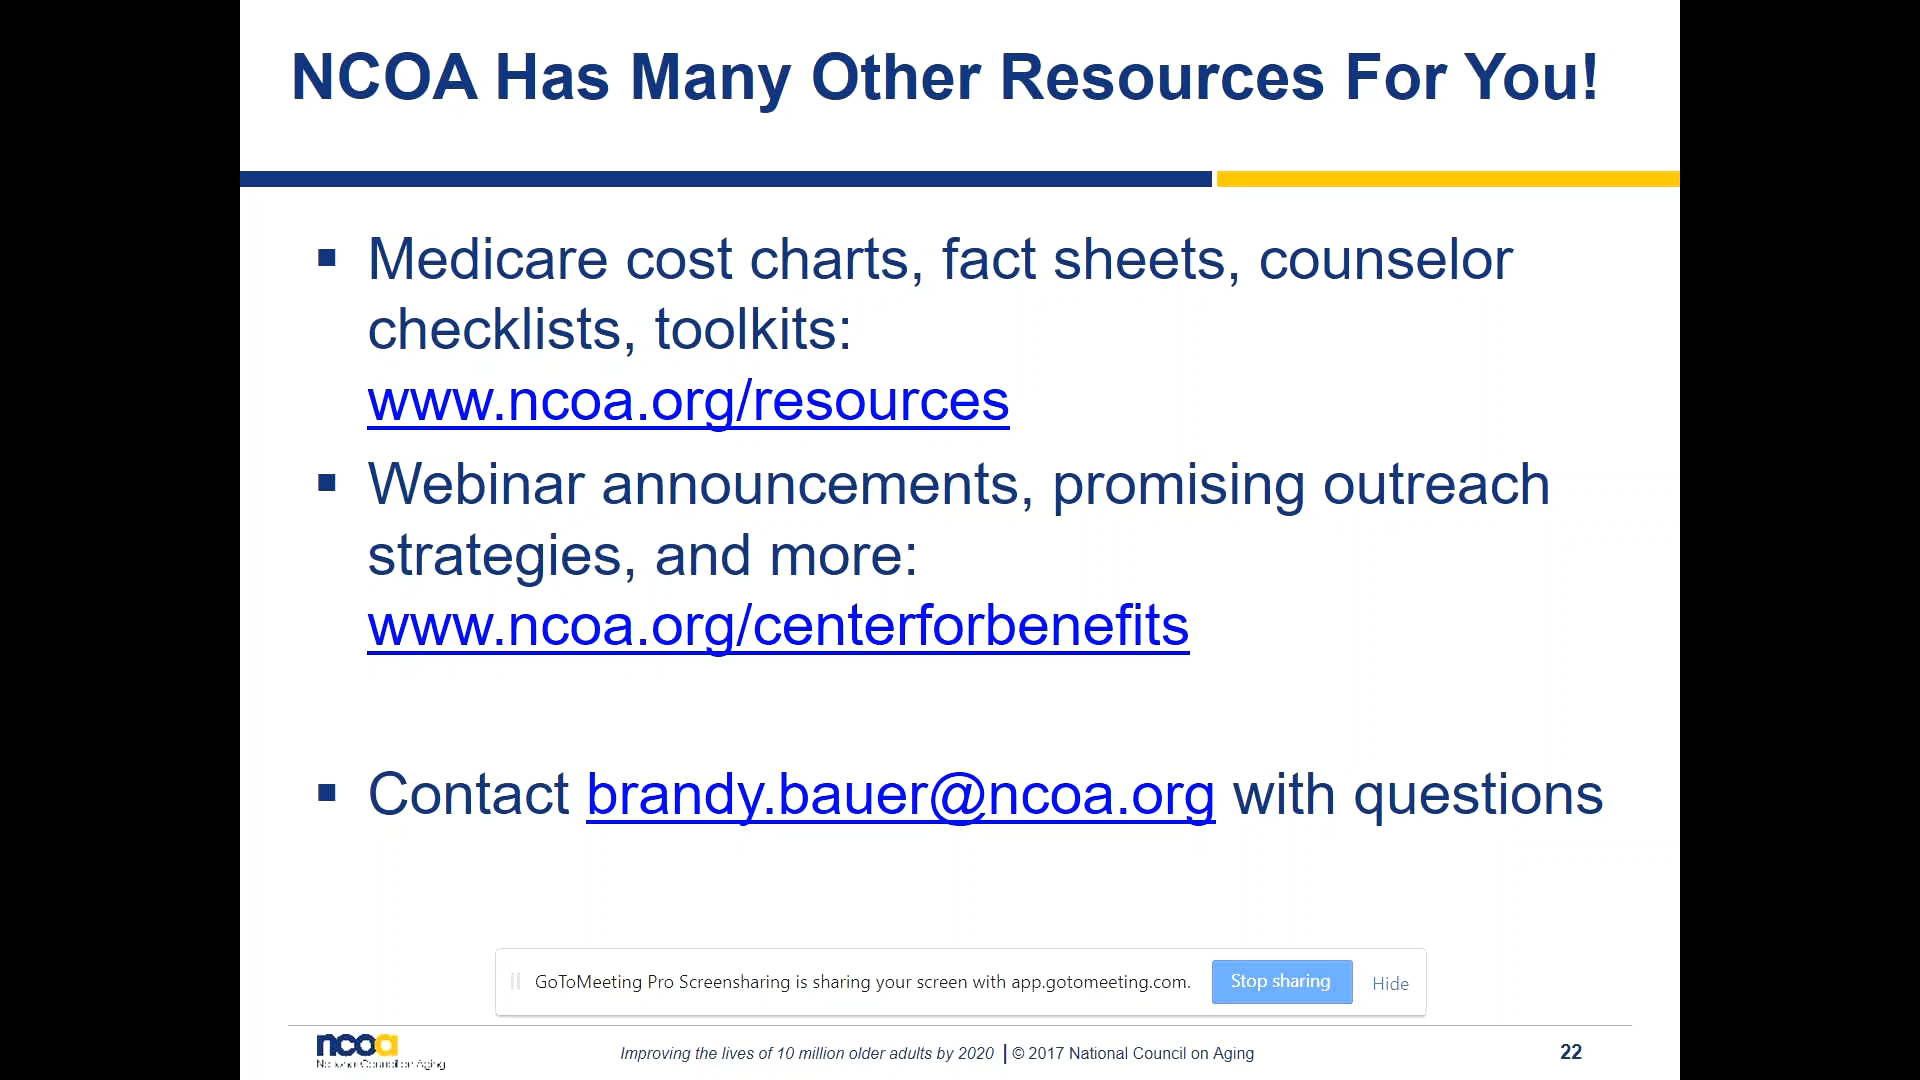 NCOA Has Many Other Resources For You!
▪ Medicare cost charts, fact sheets, counselor
checklists, toolkits:
www.ncoa.org/resources
▪ Webinar announcements, promising outreach
strategies, and more:
www.ncoa.org/centerforbenefits
▪ Contact brandy.bauer@ncoa.org with questions
GoToMeeting Pro Screensharing is sharing your screen with app.gotomeeting.com. Stop sharing Hide
ncoa
National Council on Aging
Improving the lives of 10 million older adults by 2020 | © 2017 National Council on Aging
22